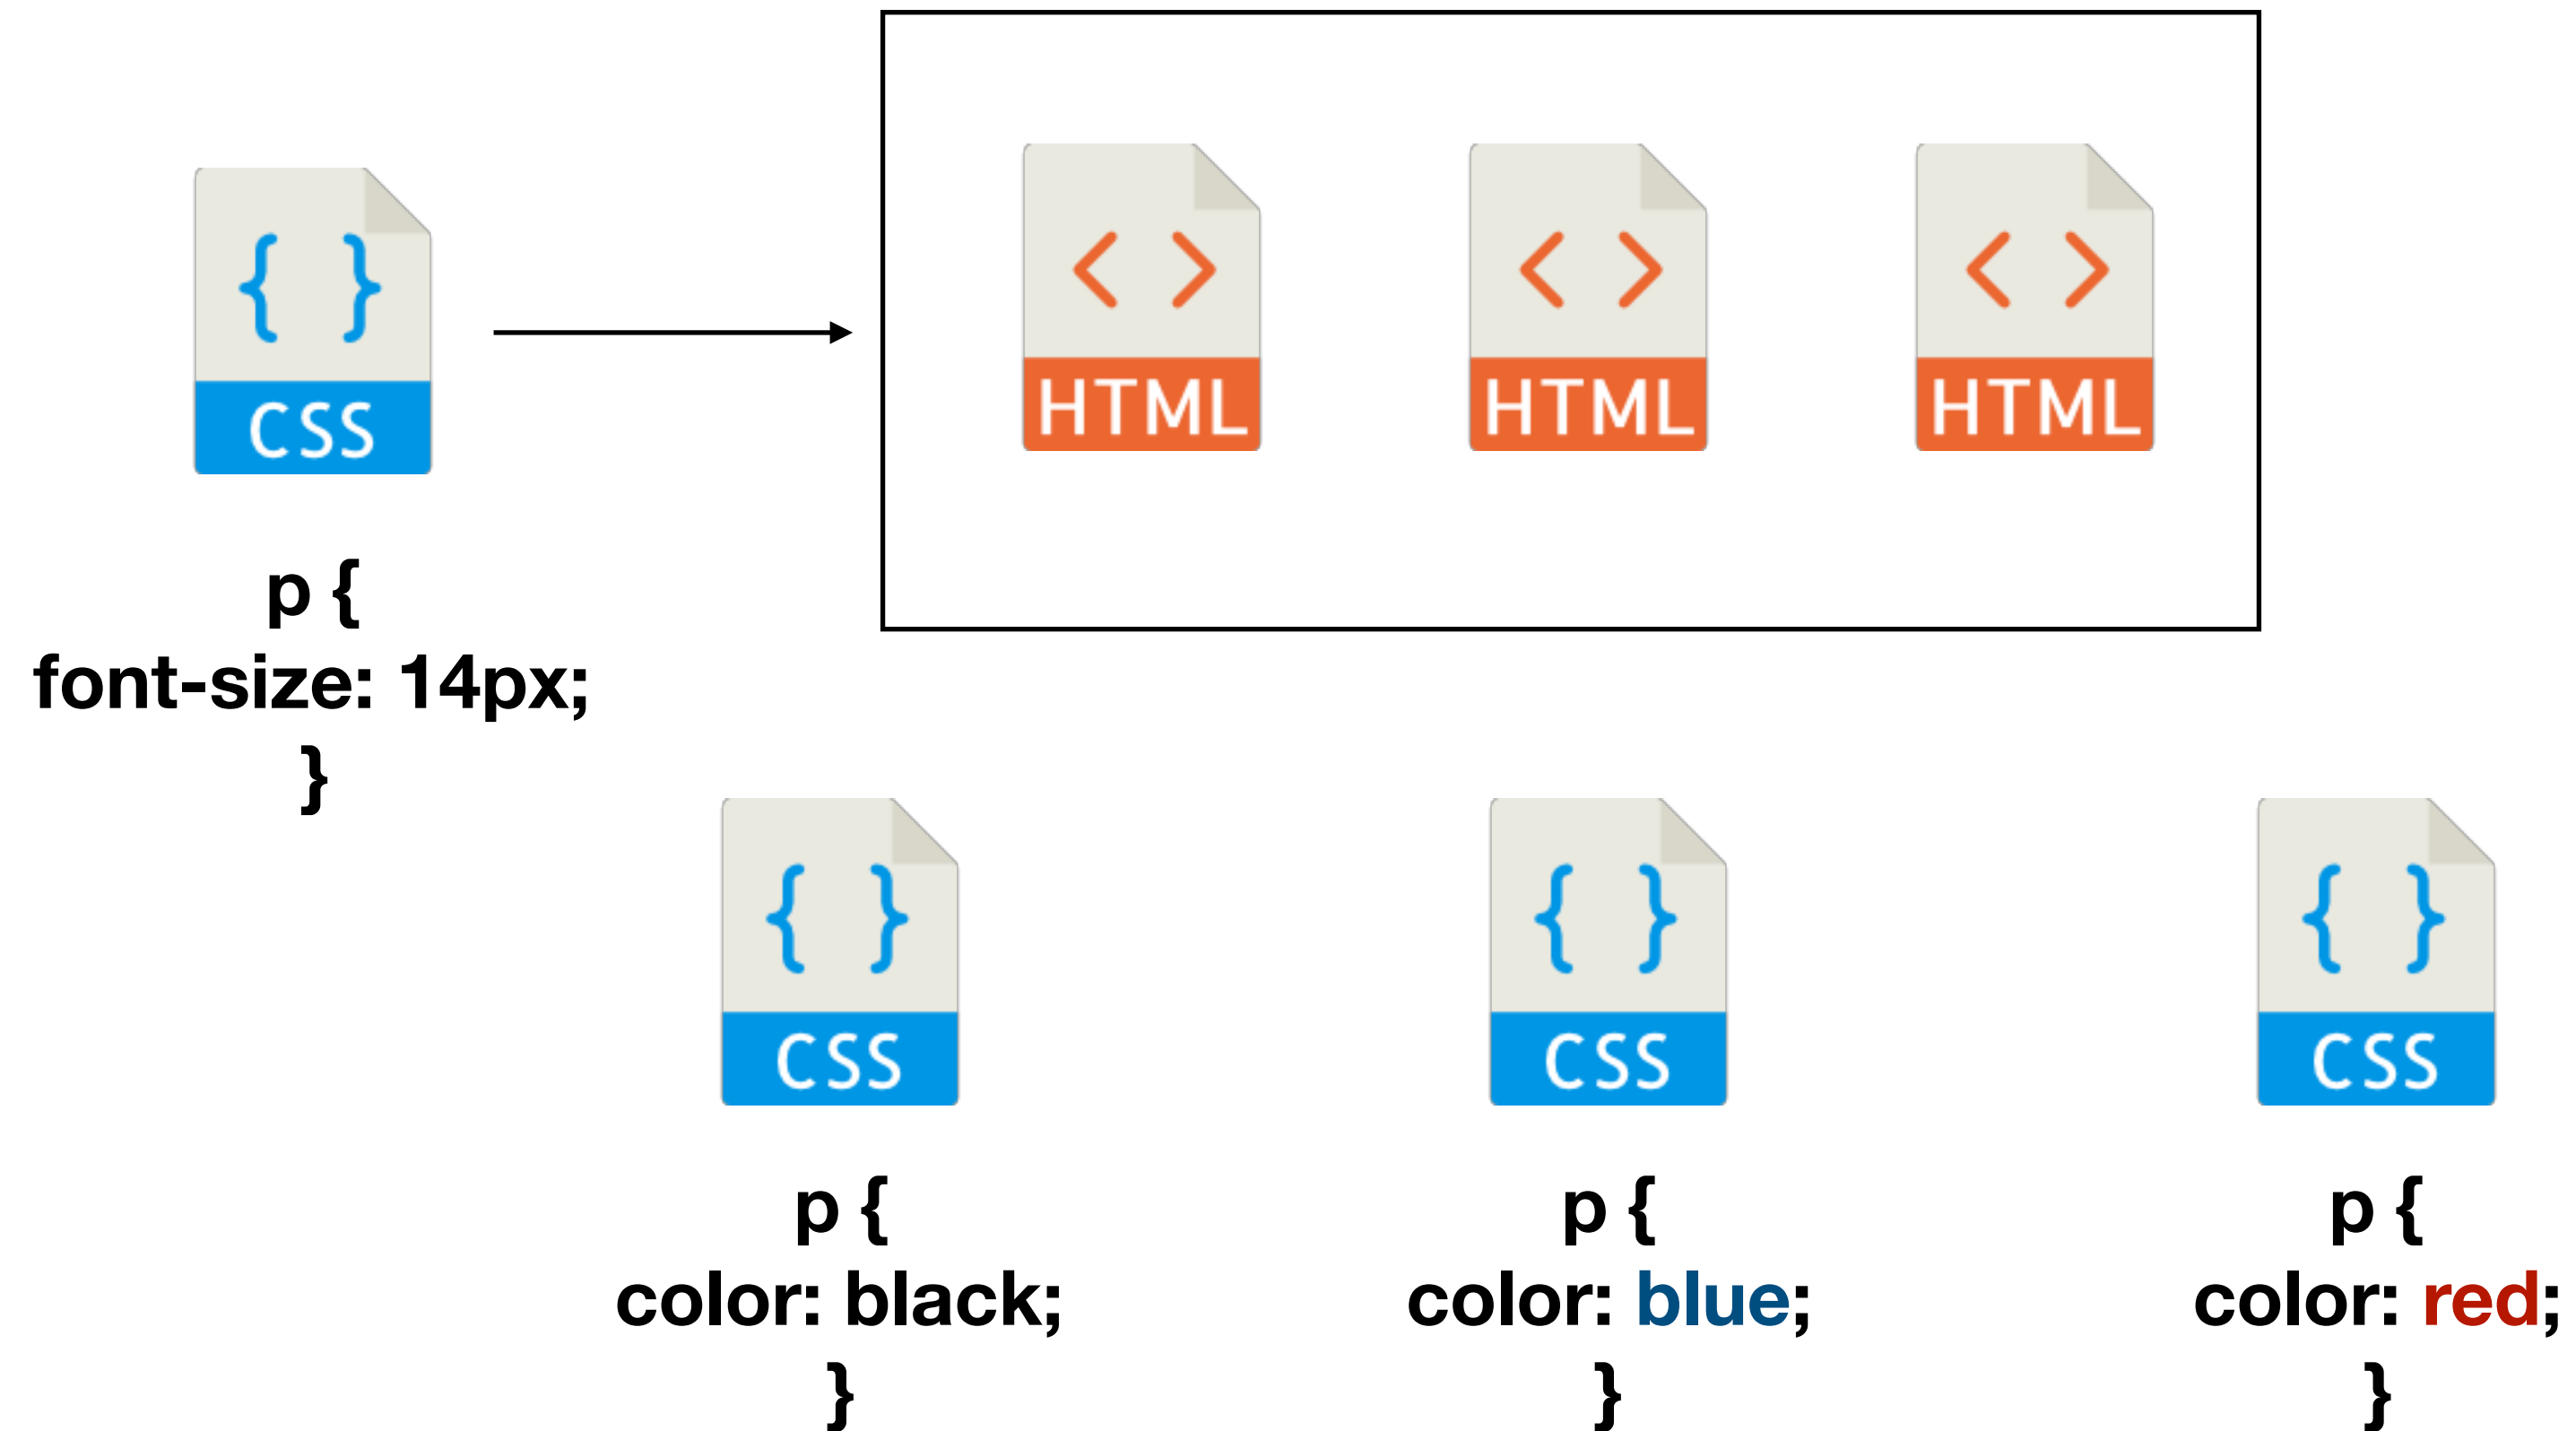 { }
CSS
< >
HTML
< >
HTML
< >
HTML
p {
font-size: 14px;
}
{ }
CSS
p {
color: black;
}
{ }
CSS
p {
color: blue;
}
{ }
CSS
p {
color: red;
}